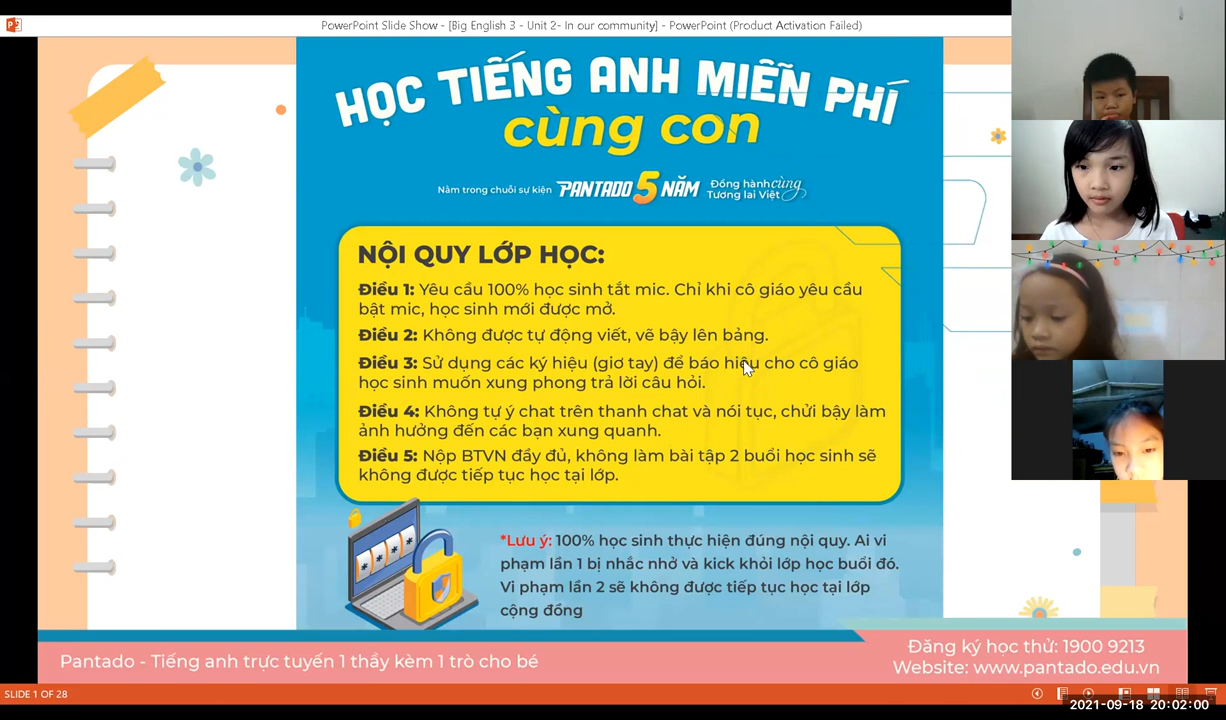 PowerPoint Slide Show - [Big English 3 - Unit 2- In our community] - PowerPoint (Product Activation Failed)
HỌC TIẾNG ANH MIỄN PHÍ
cùng con
Nằm trong chuỗi sự kiện PANTADO 5 NĂM Đồng hành cùng
Tương lai Việt
NỘI QUY LỚP HỌC:
Điều 1: Yêu cầu 100% học sinh tắt mic. Chỉ khi cô giáo yêu cầu
bật mic, học sinh mới được mở.
Điều 2: Không được tự động viết, vẽ bậy lên bảng.
Điều 3: Sử dụng các ký hiệu (giơ tay) để báo hiệu cho cô giáo
học sinh muốn xung phong trả lời câu hỏi.
Điều 4: Không tự ý chat trên thanh chat và nói tục, chửi bậy làm
ảnh hưởng đến các bạn xung quanh.
Điều 5: Nộp BTVN đầy đủ, không làm bài tập 2 buổi học sinh sẽ
không được tiếp tục học tại lớp.
*Lưu ý: 100% học sinh thực hiện đúng nội quy. Ai vi
phạm lần 1 bị nhắc nhở và kick khỏi lớp học buổi đó.
Vi phạm lần 2 sẽ không được tiếp tục học tại lớp
cộng đồng
* * * *
Pantado - Tiếng anh trực tuyến 1 thầy kèm 1 trò cho bé
Đăng ký học thử: 1900 9213
Website: www.pantado.edu.vn
SLIDE 1 OF 28
2021-09-18 20:02:00